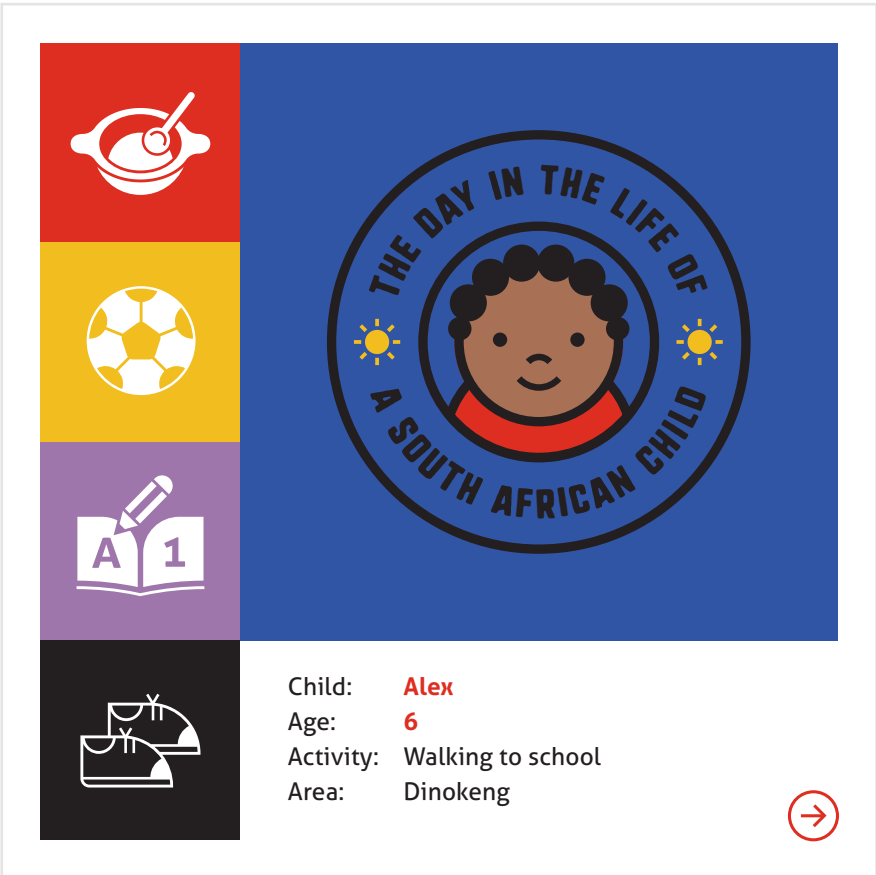 THE DAY IN THE LIFE OF
A SOUTH AFRICAN CHILD
A 1
Child: Alex
Age: 6
Activity: Walking to school
Area: Dinokeng